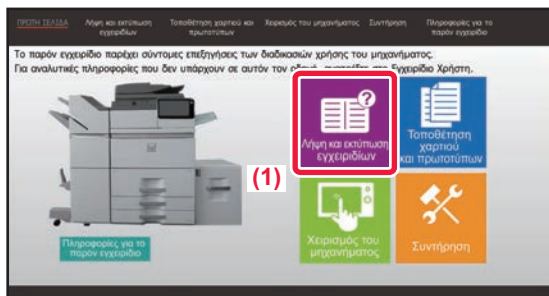 ΠΡΩΤΗ ΣΕΛΙΔΑ
Λήψη και εκτύπωση
εγχειριδίων
Τοποθέτηση χαρτιού και
πρωτοτύπων
Χειρισμός του μηχανήματος
Συντήρηση
Πληροφορίες για το
παρόν εγχειρίδιο
Το παρόν εγχειρίδιο παρέχει σύντομες επεξηγήσεις των διαδικασιών χρήσης του μηχανήματος.
Για αναλυτικές πληροφορίες που δεν υπάρχουν σε αυτόν τον οδηγό, ανατρέξτε στο Εγχειρίδιο Χρήστη.
Λήψη και εκτύπωση
εγχειριδίων
Τοποθέτηση
χαρτιού
και πρωτοτύπων
(1)
Χειρισμός του
μηχανήματος
Συντήρηση
Πληροφορίες για το
παρόν εγχειρίδιο